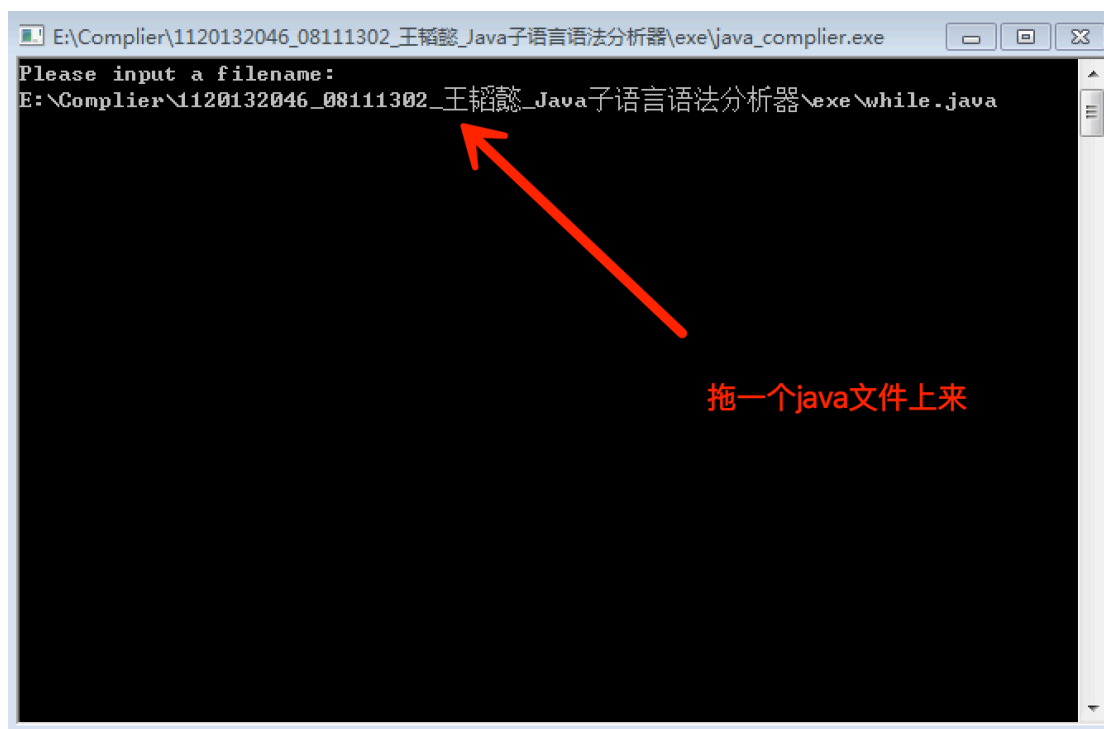 E:\Complier\1120132046_08111302_王韬懿_Java子语言语法分析器\exe\java_complier.exe
Please input a filename:
E:\Complier\1120132046_08111302_王韬懿_Java子语言语法分析器\exe\while.java
拖一个java文件上来